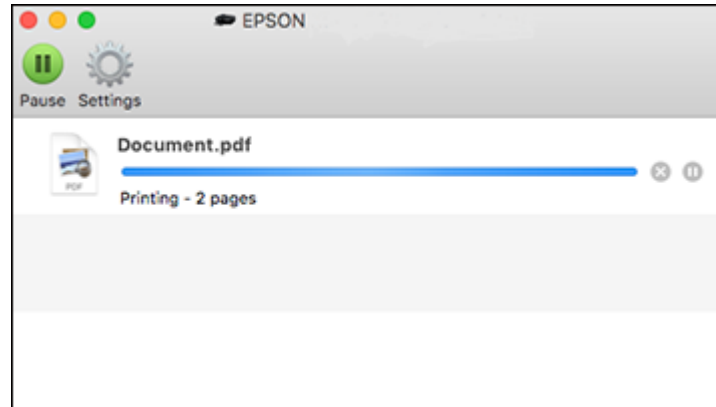 EPSON
Pause Settings
Document.pdf
PDF
Printing - 2 pages